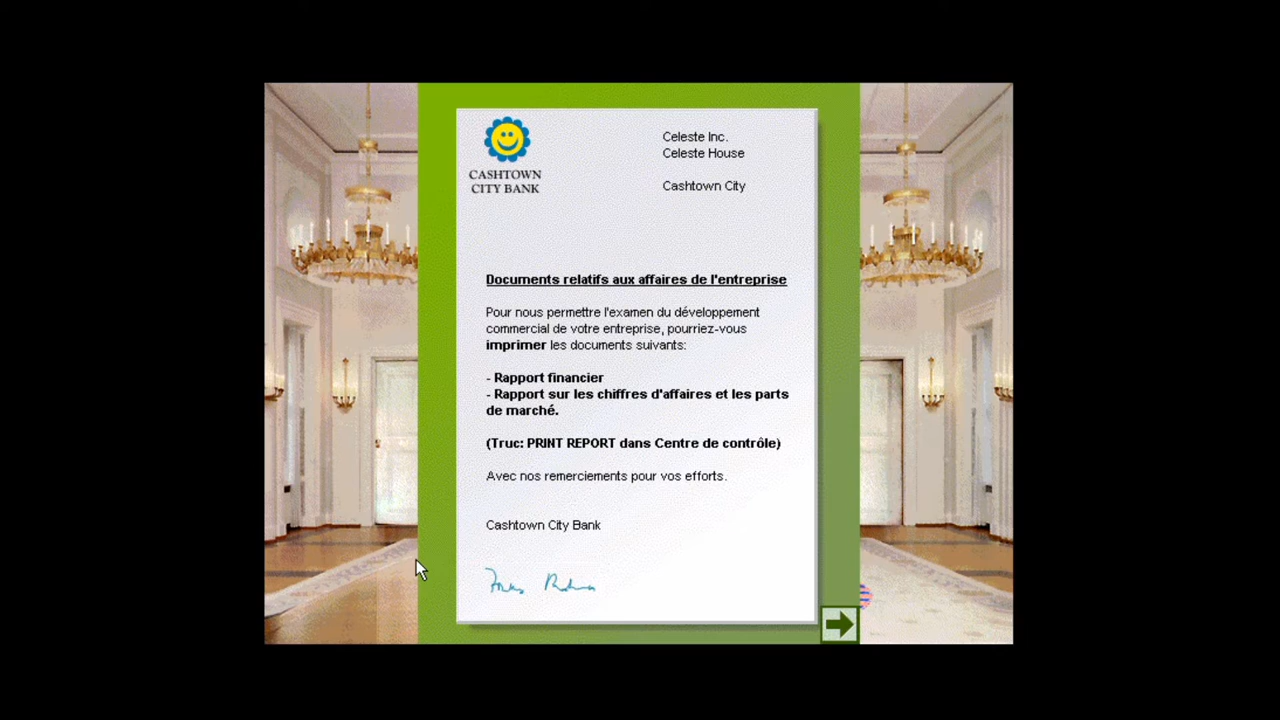 CASHTOWN
CITY BANK
Celeste Inc.
Celeste House
Cashtown City
Documents relatifs aux affaires de l'entreprise
Pour nous permettre l'examen du développement
commercial de votre entreprise, pourriez-vous
imprimer les documents suivants:
- Rapport financier
- Rapport sur les chiffres d'affaires et les parts
de marché.
(Truc: PRINT REPORT dans Centre de contrôle)
Avec nos remerciements pour vos efforts.
Cashtown City Bank